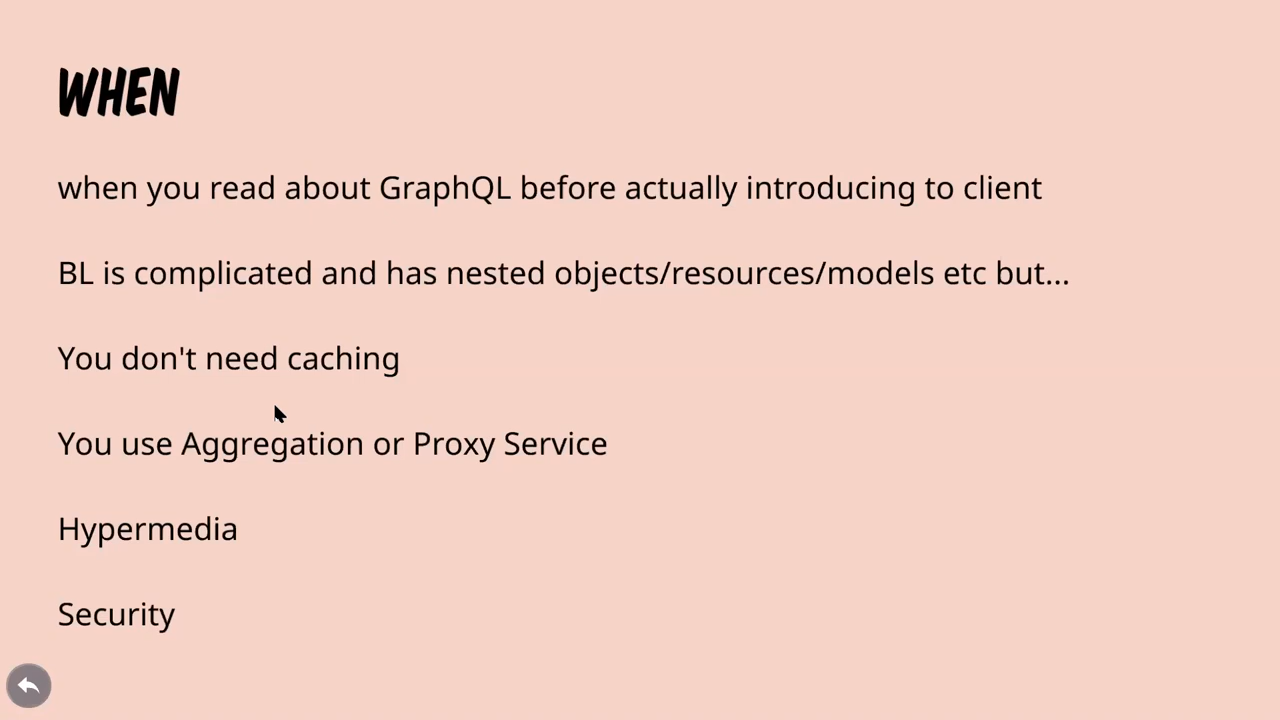 WHEN
when you read about GraphQL before actually introducing to client
BL is complicated and has nested objects/resources/models etc but...
You don't need caching
You use Aggregation or Proxy Service
Hypermedia
Security